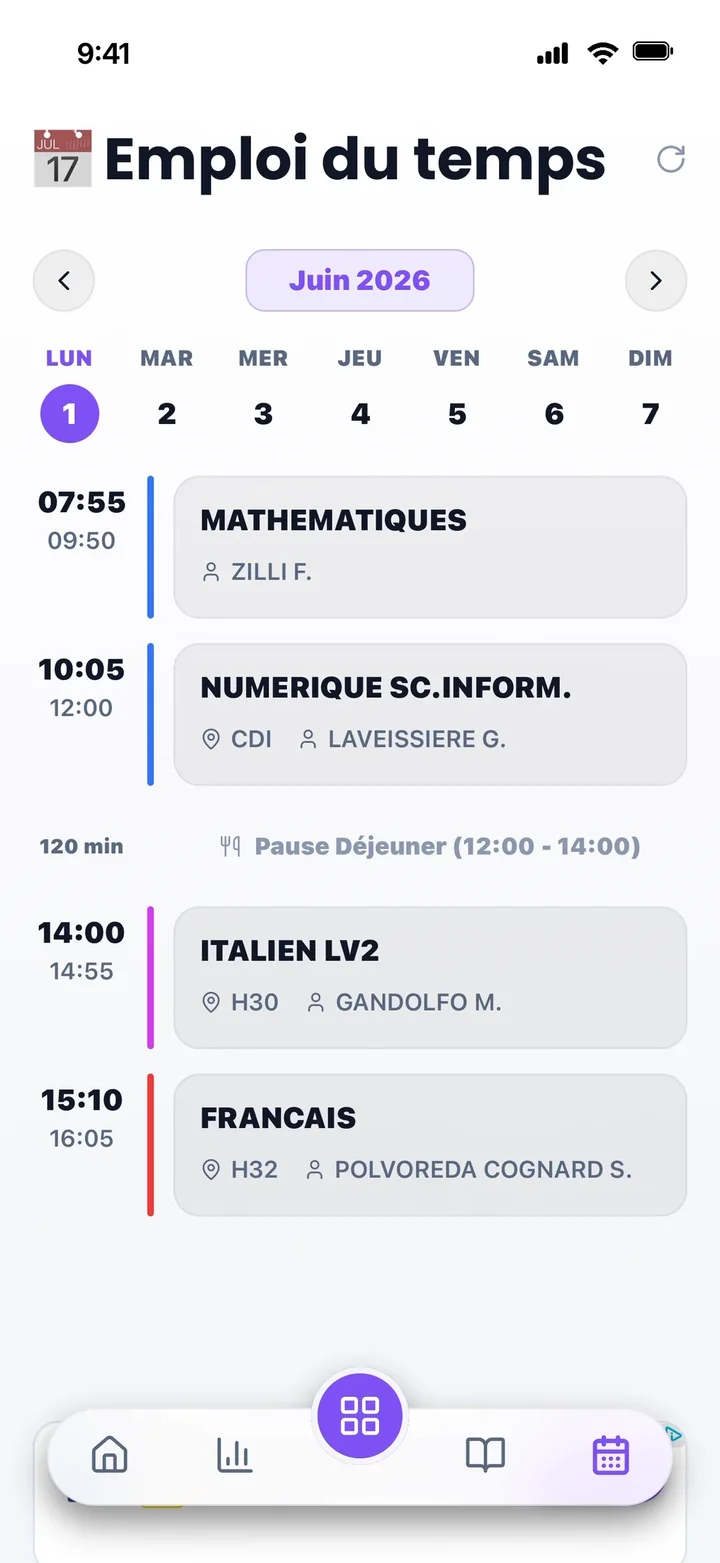 9:41
JUL
17
Emploi du temps
Juin 2026
LUN MAR MER JEU VEN SAM DIM
1 2 3 4 5 6 7
07:55
09:50
MATHEMATIQUES
ZILLI F.
10:05
12:00
NUMERIQUE SC.INFORM.
CDI LAVEISSIERE G.
120 min Pause Déjeuner (12:00 - 14:00)
14:00
14:55
ITALIEN LV2
H30 GANDOLFO M.
15:10
16:05
FRANCAIS
H32 POLVOREDA COGNARD S.